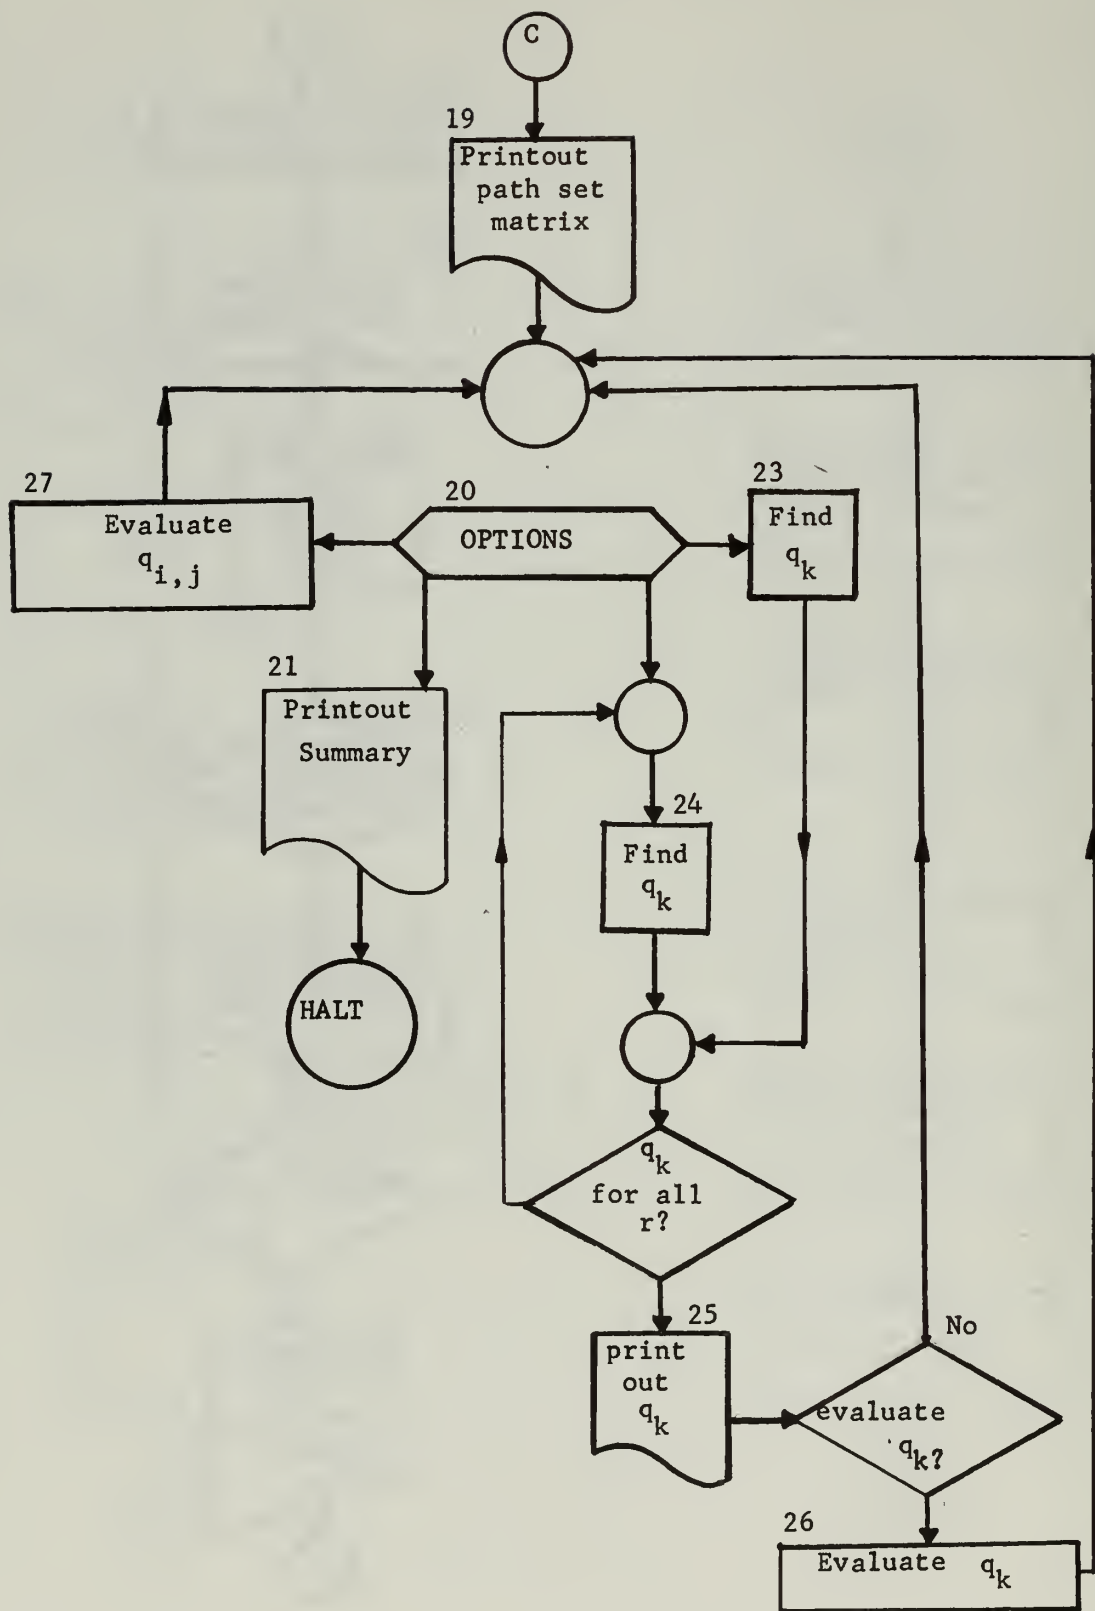 C
19
Printout
path set
matrix
27
Evaluate
q_{i,j}
20
OPTIONS
23
Find
q_k
21
Printout
Summary
24
Find
q_k
HALT
q_k
for all
r?
25
print
out
q_k
No
evaluate
q_k?
26
Evaluate q_k